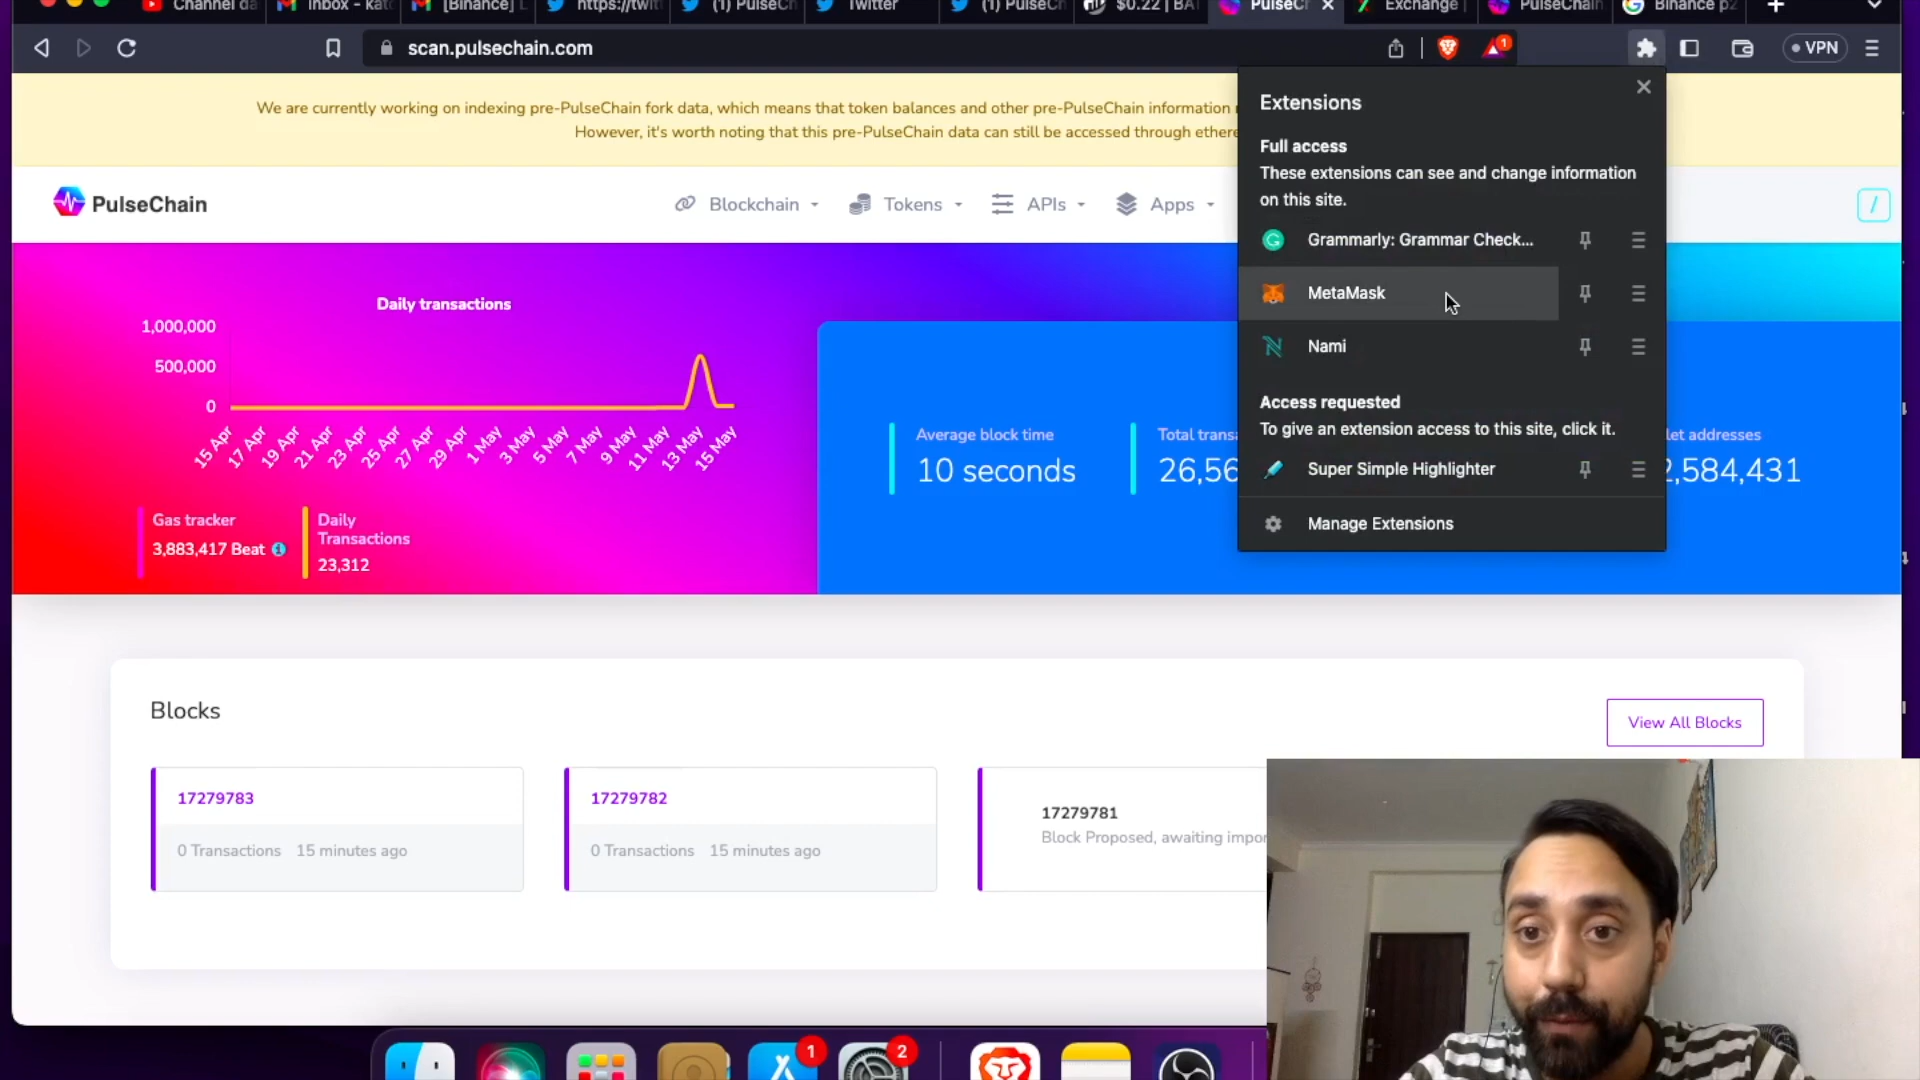 Channel da
Inbox - kat
[Binance]
https://twit
(1) PulseCh
Twitter
(1) PulseCh
$0.22 | BA
PulseCh
Exchange
PulseChain
Binance p2
scan.pulsechain.com
1
VPN
We are currently working on indexing pre-PulseChain fork data, which means that token balances and other pre-PulseChain information
However, it's worth noting that this pre-PulseChain data can still be accessed through ethere
PulseChain
Blockchain
Tokens
APIs
Apps
/
Extensions
Full access
These extensions can see and change information
on this site.
Grammarly: Grammar Check...
MetaMask
Nami
Access requested
To give an extension access to this site, click it.
Super Simple Highlighter
Manage Extensions
Daily transactions
1,000,000
500,000
0
15 Apr
17 Apr
19 Apr
21 Apr
23 Apr
25 Apr
27 Apr
29 Apr
1 May
3 May
5 May
7 May
9 May
11 May
13 May
15 May
Gas tracker
3,883,417 Beat
Daily
Transactions
23,312
Average block time
10 seconds
Total transa
26,56
let addresses
2,584,431
Blocks
View All Blocks
17279783
0 Transactions 15 minutes ago
17279782
0 Transactions 15 minutes ago
17279781
Block Proposed, awaiting impor
1
2